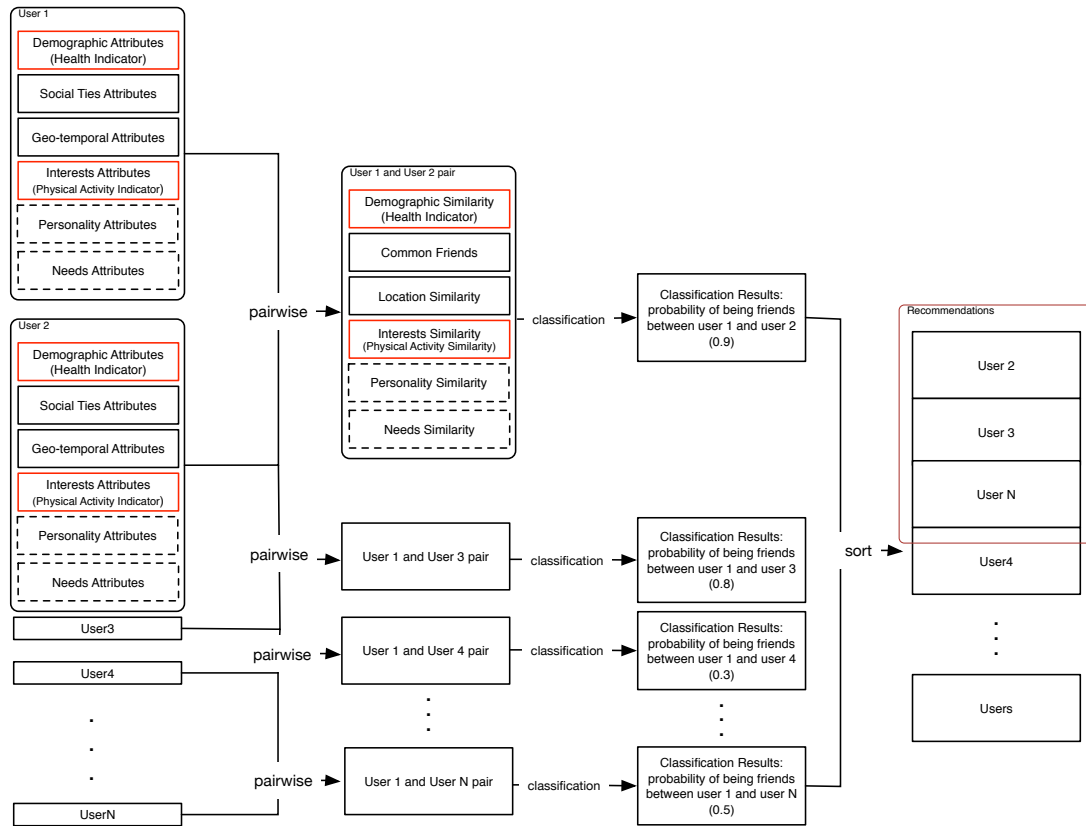 User 1
Demographic Attributes
(Health Indicator)
Social Ties Attributes
Geo-temporal Attributes
Interests Attributes
(Physical Activity Indicator)
Personality Attributes
Needs Attributes
User 2
Demographic Attributes
(Health Indicator)
Social Ties Attributes
Geo-temporal Attributes
Interests Attributes
(Physical Activity Indicator)
Personality Attributes
Needs Attributes
User3
User4
.
.
.
UserN
pairwise
pairwise
pairwise
pairwise
User 1 and User 2 pair
Demographic Similarity
(Health Indicator)
Common Friends
Location Similarity
Interests Similarity
(Physical Activity Similarity)
Personality Similarity
Needs Similarity
User 1 and User 3 pair
User 1 and User 4 pair
.
.
.
User 1 and User N pair
classification
classification
classification
classification
Classification Results:
probability of being friends
between user 1 and user 2
(0.9)
Classification Results:
probability of being friends
between user 1 and user 3
(0.8)
Classification Results:
probability of being friends
between user 1 and user 4
(0.3)
.
.
.
Classification Results:
probability of being friends
between user 1 and user N
(0.5)
sort
Recommendations
User 2
User 3
User N
User4
.
.
.
Users